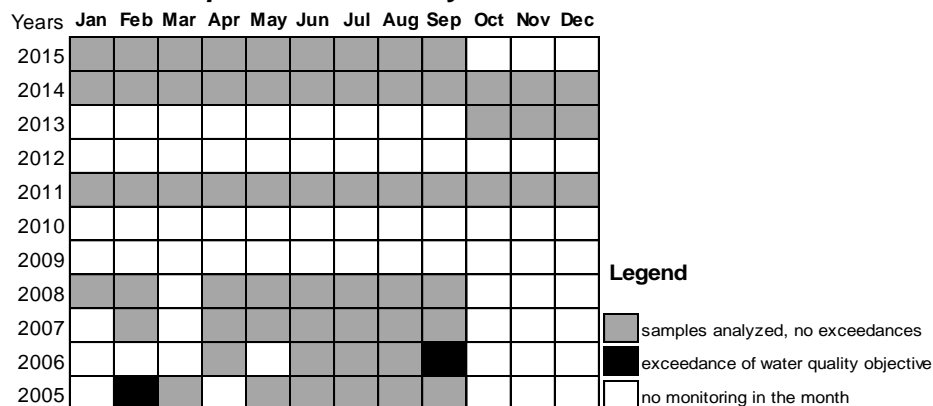 Years Jan Feb Mar Apr May Jun Jul Aug Sep Oct Nov Dec
2015
2014
2013
2012
2011
2010
2009
2008
2007
2006
2005
Legend
samples analyzed, no exceedances
exceedance of water quality objective
no monitoring in the month